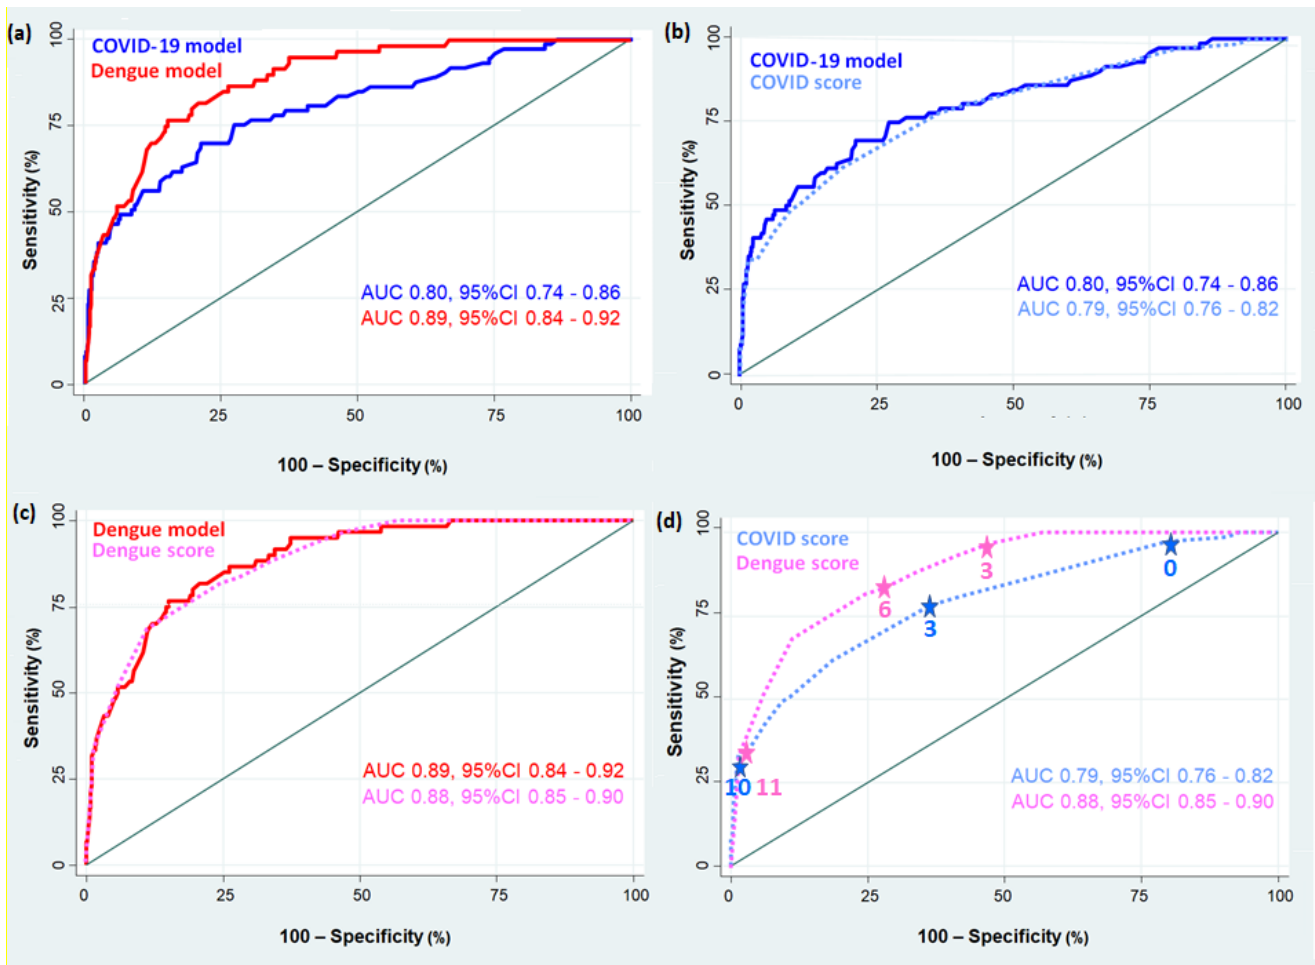 (a)
COVID-19 model
Dengue model
Sensitivity (%)
100
75
50
25
0
AUC 0.80, 95%CI 0.74 - 0.86
AUC 0.89, 95%CI 0.84 - 0.92
0 25 50 75 100
100 – Specificity (%)
(b)
COVID-19 model
COVID score
Sensitivity (%)
100
75
50
25
0
AUC 0.80, 95%CI 0.74 - 0.86
AUC 0.79, 95%CI 0.76 - 0.82
0 25 50 75 100
100 – Specificity (%)
(c)
Dengue model
Dengue score
Sensitivity (%)
100
75
50
25
0
AUC 0.89, 95%CI 0.84 - 0.92
AUC 0.88, 95%CI 0.85 - 0.90
0 25 50 75 100
100 – Specificity (%)
(d)
COVID score
Dengue score
Sensitivity (%)
100
75
50
25
0
3
0
6
3
10 11
AUC 0.79, 95%CI 0.76 - 0.82
AUC 0.88, 95%CI 0.85 - 0.90
0 25 50 75 100
100 – Specificity (%)